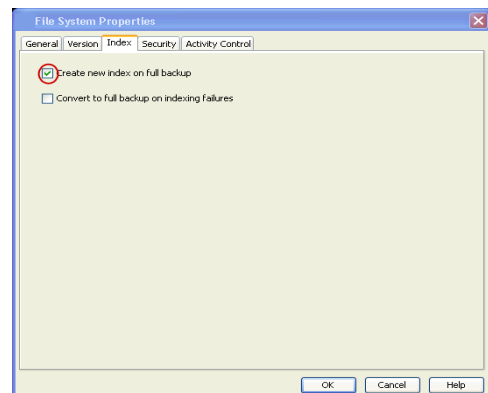 File System Properties
General Version Index Security Activity Control
Create new index on full backup
Convert to full backup on indexing failures
OK Cancel Help